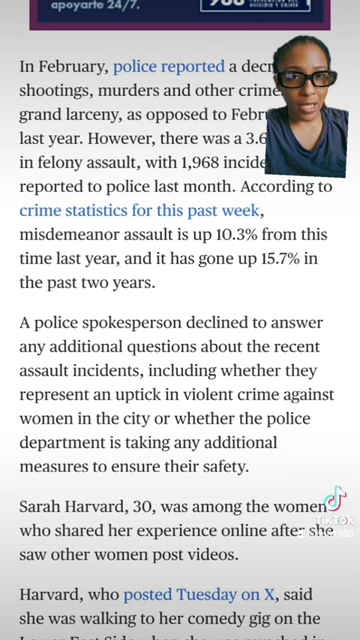 apoyarte 24/7.
In February, police reported a decr
shootings, murders and other crime
grand larceny, as opposed to Febr
last year. However, there was a 3.6
in felony assault, with 1,968 incide
reported to police last month. According to
crime statistics for this past week,
misdemeanor assault is up 10.3% from this
time last year, and it has gone up 15.7% in
the past two years.
A police spokesperson declined to answer
any additional questions about the recent
assault incidents, including whether they
represent an uptick in violent crime against
women in the city or whether the police
department is taking any additional
measures to ensure their safety.
Sarah Harvard, 30, was among the women
who shared her experience online after she
saw other women post videos.
TikTok
Harvard, who posted Tuesday on X, said
she was walking to her comedy gig on the